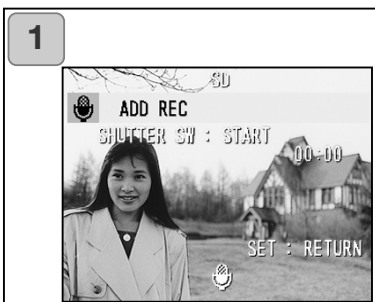 1
SD
ADD REC
SHUTTER SW : START
00:00
SET : RETURN